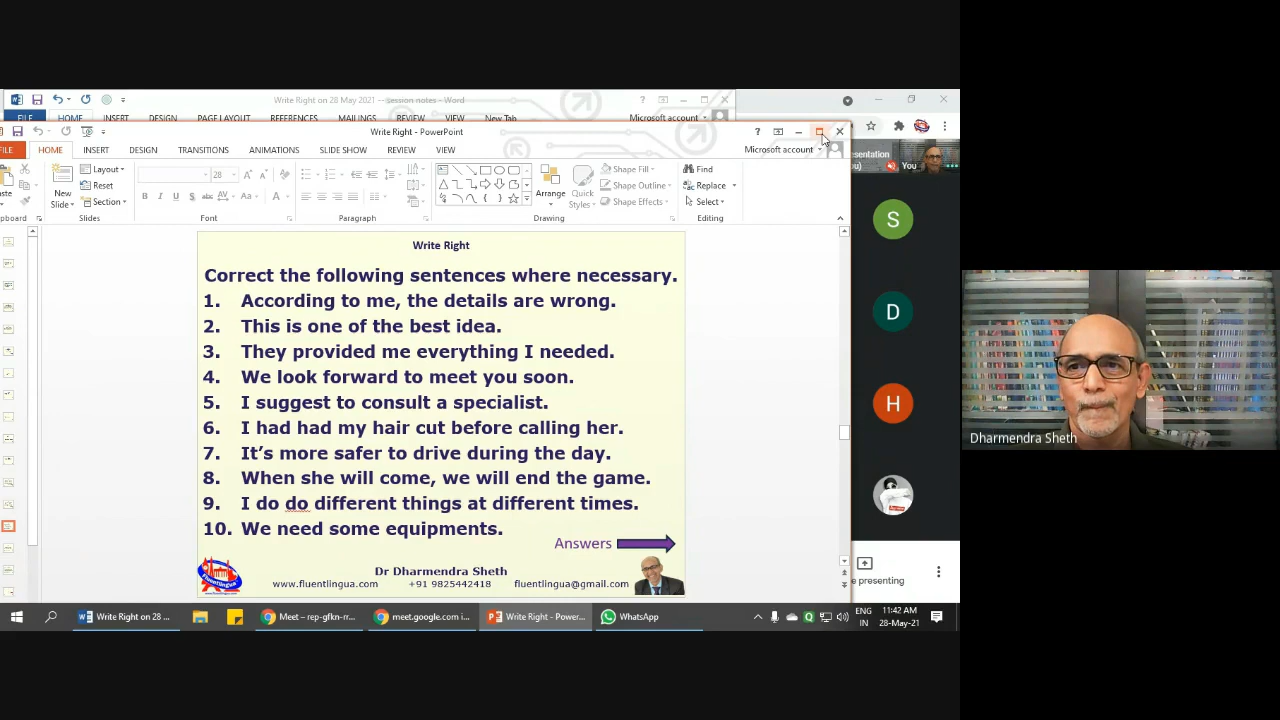 Write Right on 28 May 2021 -- session notes - Word
FILE HOME INSERT DESIGN PAGE LAYOUT REFERENCES MAILINGS REVIEW VIEW New Tab Microsoft account
Write Right - PowerPoint
FILE HOME INSERT DESIGN TRANSITIONS ANIMATIONS SLIDE SHOW REVIEW VIEW Microsoft account
New Slide
Layout
Reset
Section
28
B I U S abc AV Aa A
Arrange
Quick Styles
Shape Fill
Shape Outline
Shape Effects
Find
Replace
Select
Slides Font Paragraph Drawing Editing
You
S
D
H
Write Right
Correct the following sentences where necessary.
1. According to me, the details are wrong.
2. This is one of the best idea.
3. They provided me everything I needed.
4. We look forward to meet you soon.
5. I suggest to consult a specialist.
6. I had had my hair cut before calling her.
7. It’s more safer to drive during the day.
8. When she will come, we will end the game.
9. I do do different things at different times.
10. We need some equipments.
Answers
Dr Dharmendra Sheth
www.fluentlingua.com +91 9825442418 fluentlingua@gmail.com
Fluentlingua
e presenting
Dharmendra Sheth
Write Right on 28 ...
Meet – rep-gfkn-rr...
meet.google.com i...
Write Right - Powe...
WhatsApp
ENG
IN
11:42 AM
28-May-21